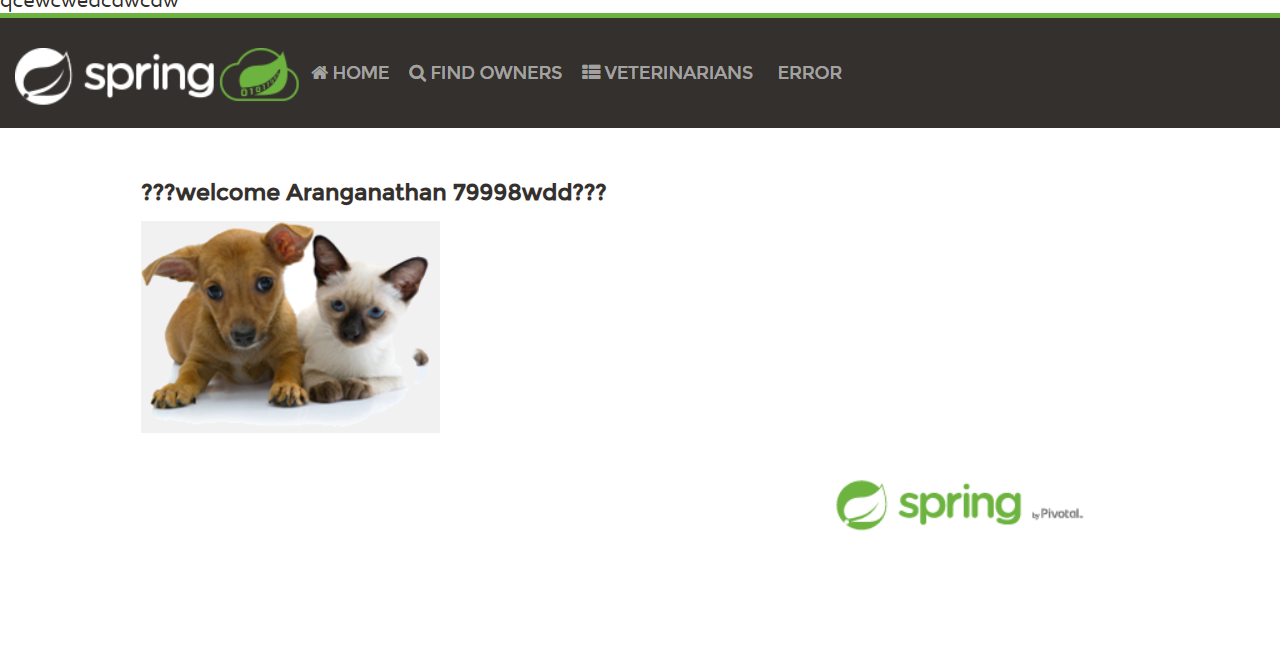 qcewcwedcdwcdw
spring
HOME
FIND OWNERS
VETERINARIANS
ERROR
???welcome Aranganathan 79998wdd???
spring by Pivotal.